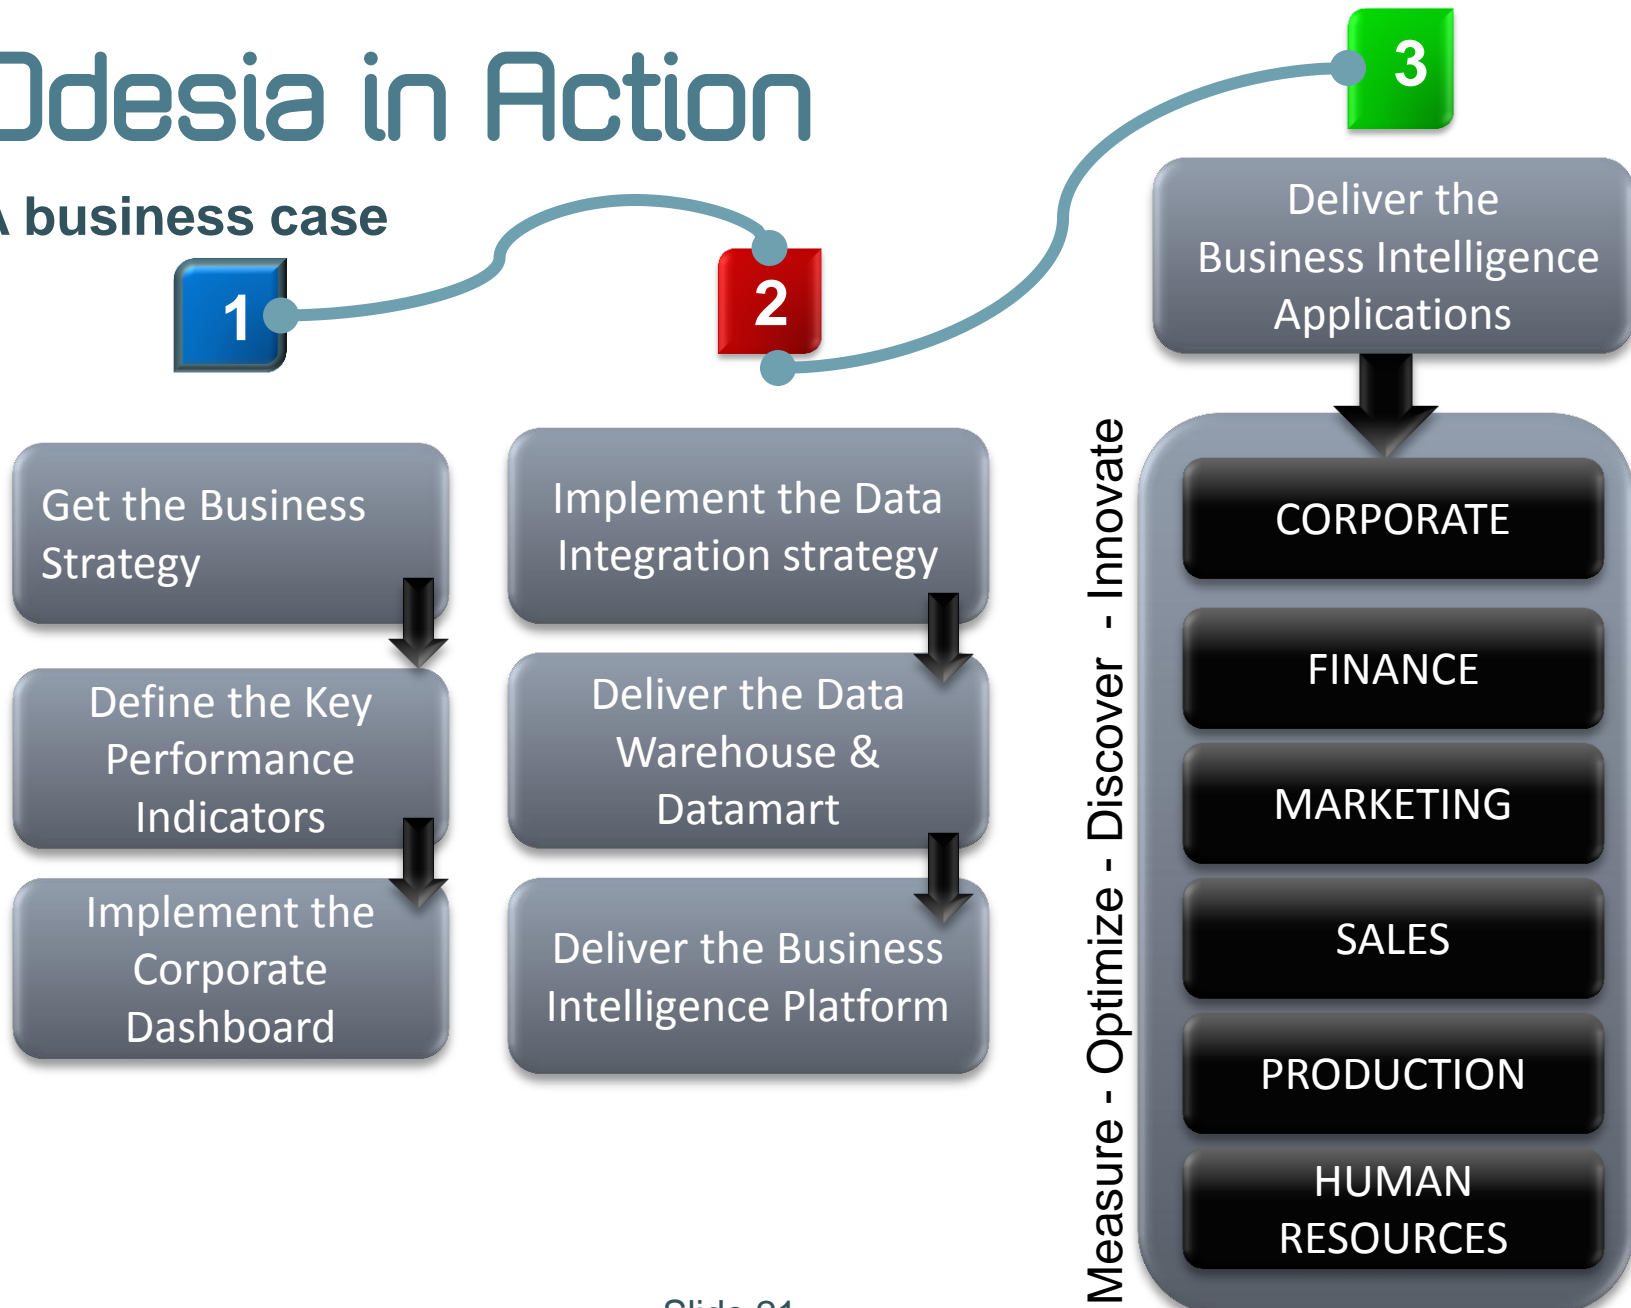 Odesia in Action
A business case
1
2
3
Get the Business
Strategy
Define the Key
Performance
Indicators
Implement the
Corporate
Dashboard
Implement the Data
Integration strategy
Deliver the Data
Warehouse &
Datamart
Deliver the Business
Intelligence Platform
Deliver the
Business Intelligence
Applications
Measure - Optimize - Discover - Innovate
CORPORATE
FINANCE
MARKETING
SALES
PRODUCTION
HUMAN
RESOURCES
Slide 21